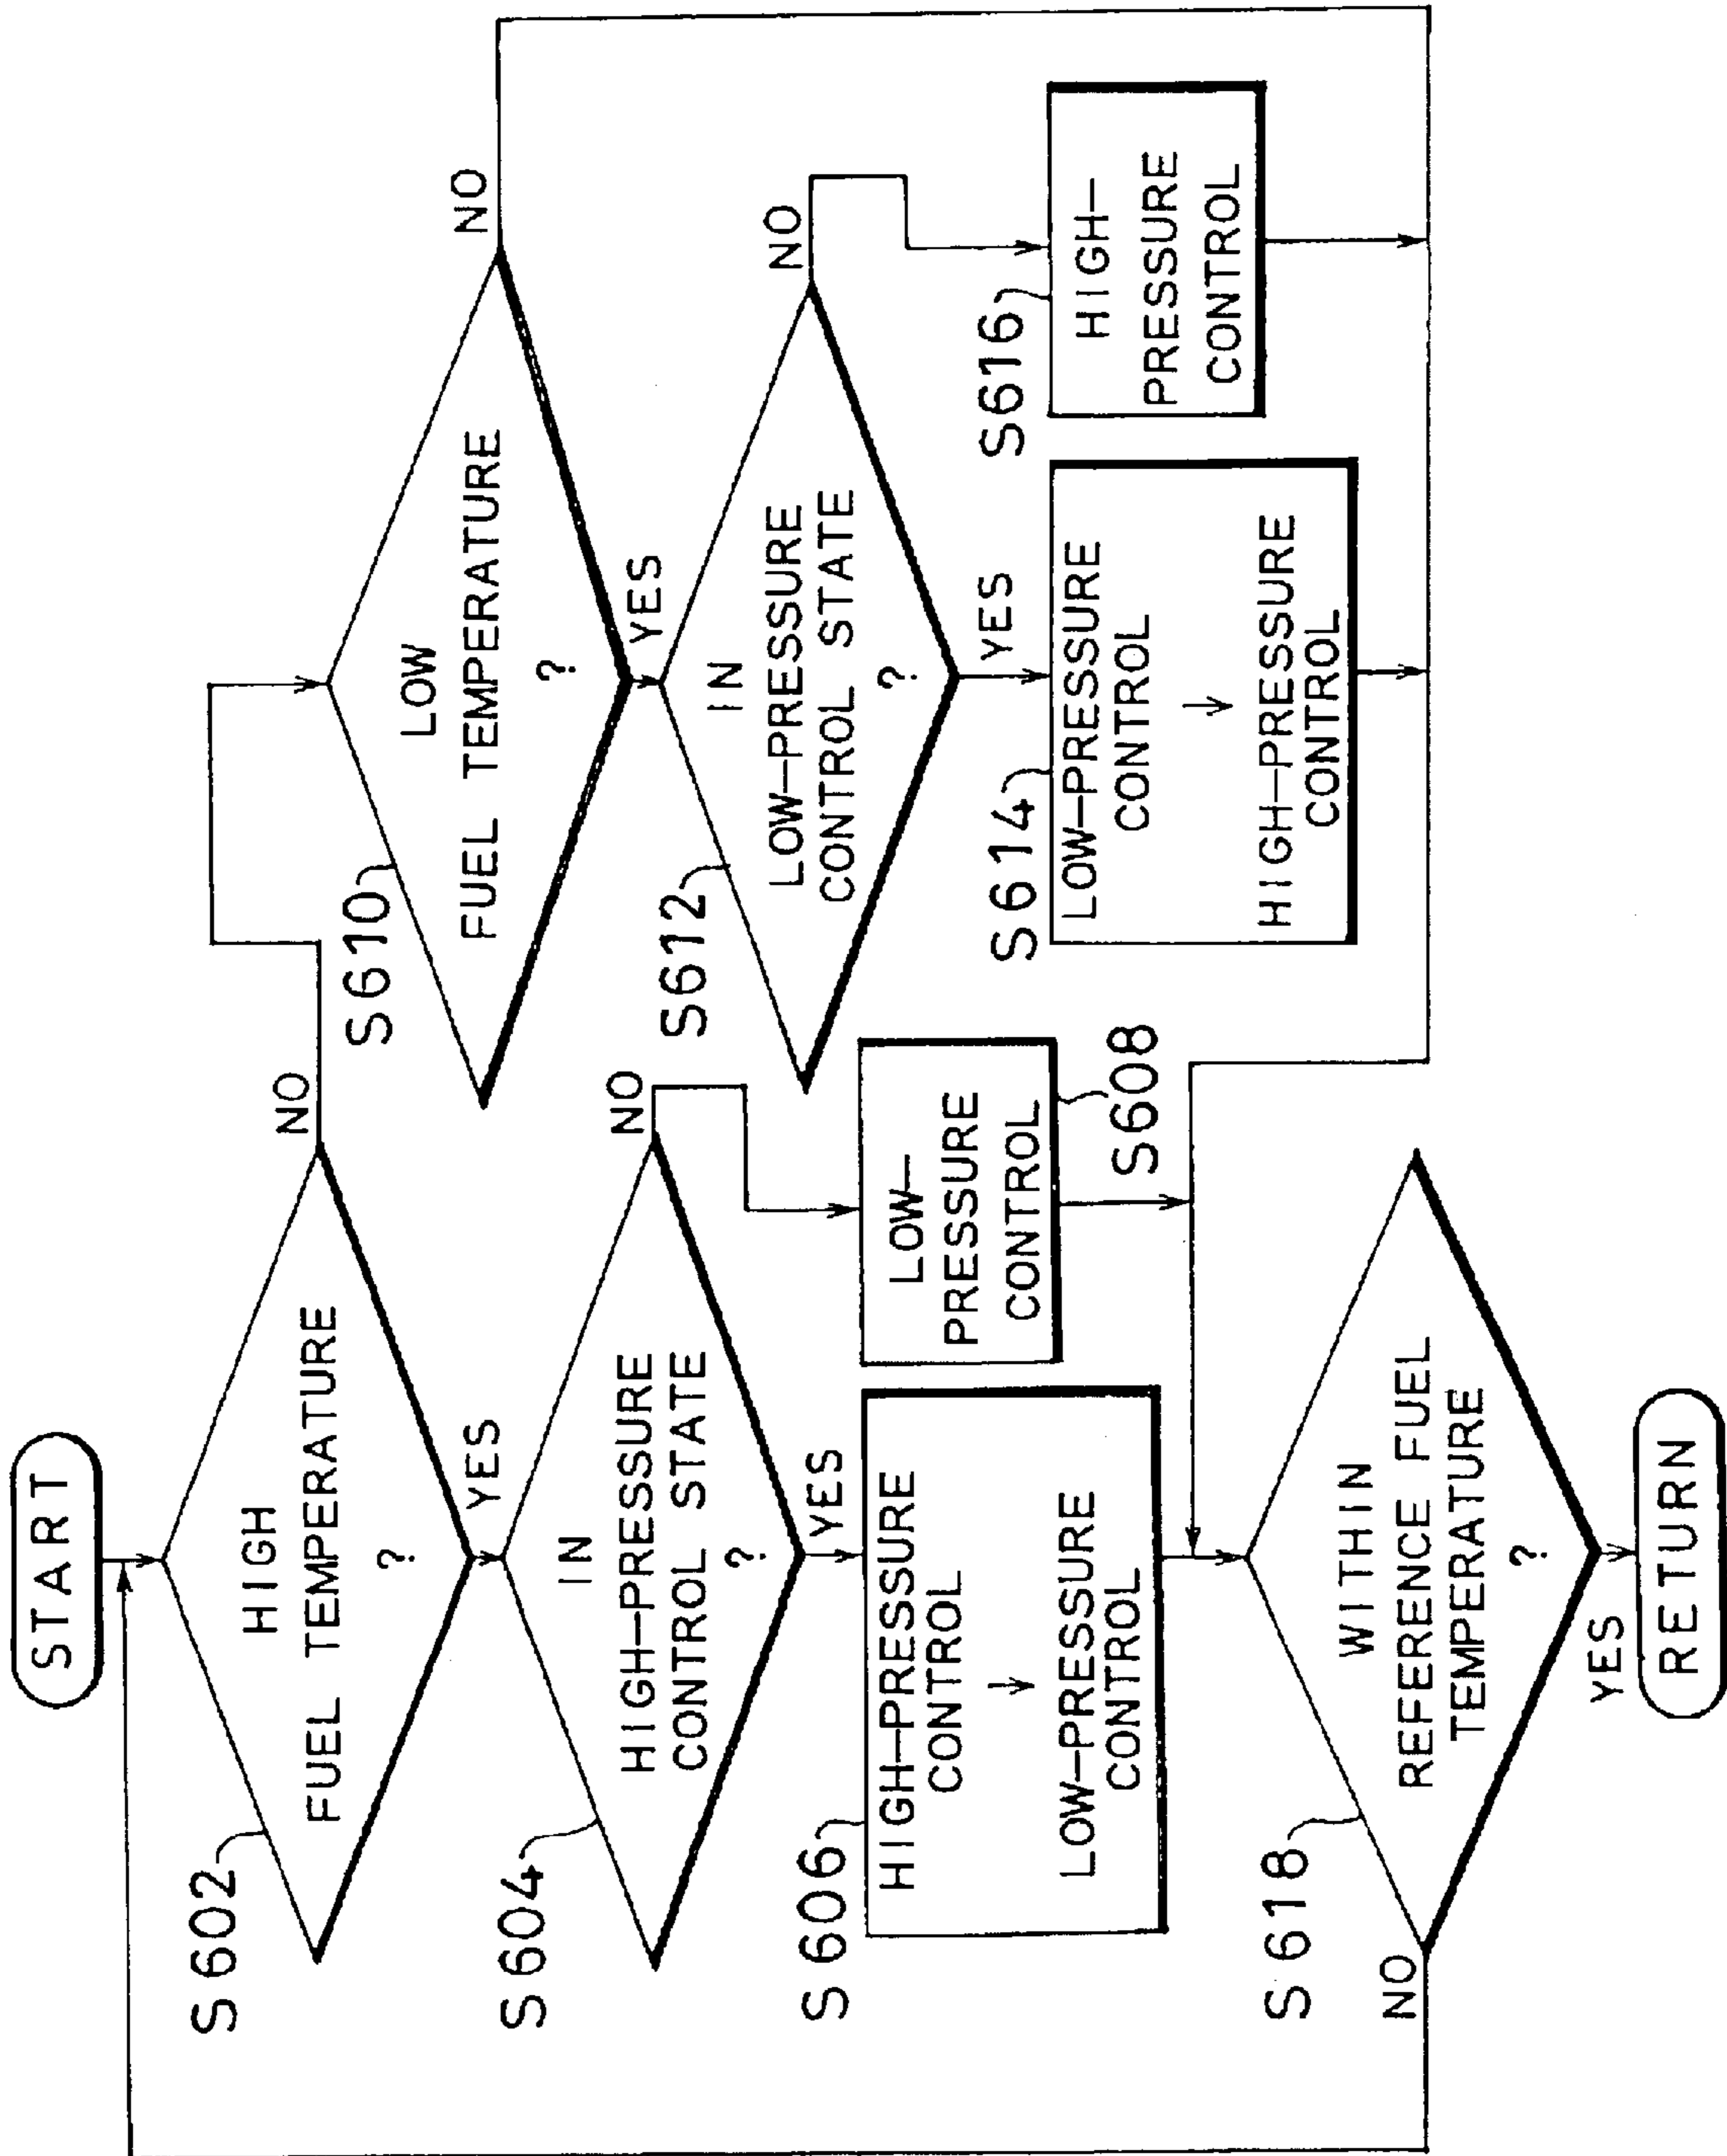 START
S602
HIGH
FUEL TEMPERATURE
?
NO
YES
S604
IN
HIGH-PRESSURE
CONTROL STATE
?
NO
YES
S606
HIGH-PRESSURE
CONTROL
↓
LOW-PRESSURE
CONTROL
LOW-
PRESSURE
CONTROL
S608
S610
LOW
FUEL TEMPERATURE
?
NO
YES
S612
IN
LOW-PRESSURE
CONTROL STATE
?
NO
YES
S614
LOW-PRESSURE
CONTROL
↓
HIGH-PRESSURE
CONTROL
S616
HIGH-
PRESSURE
CONTROL
S618
WITHIN
REFERENCE FUEL
TEMPERATURE
?
NO
YES
RETURN